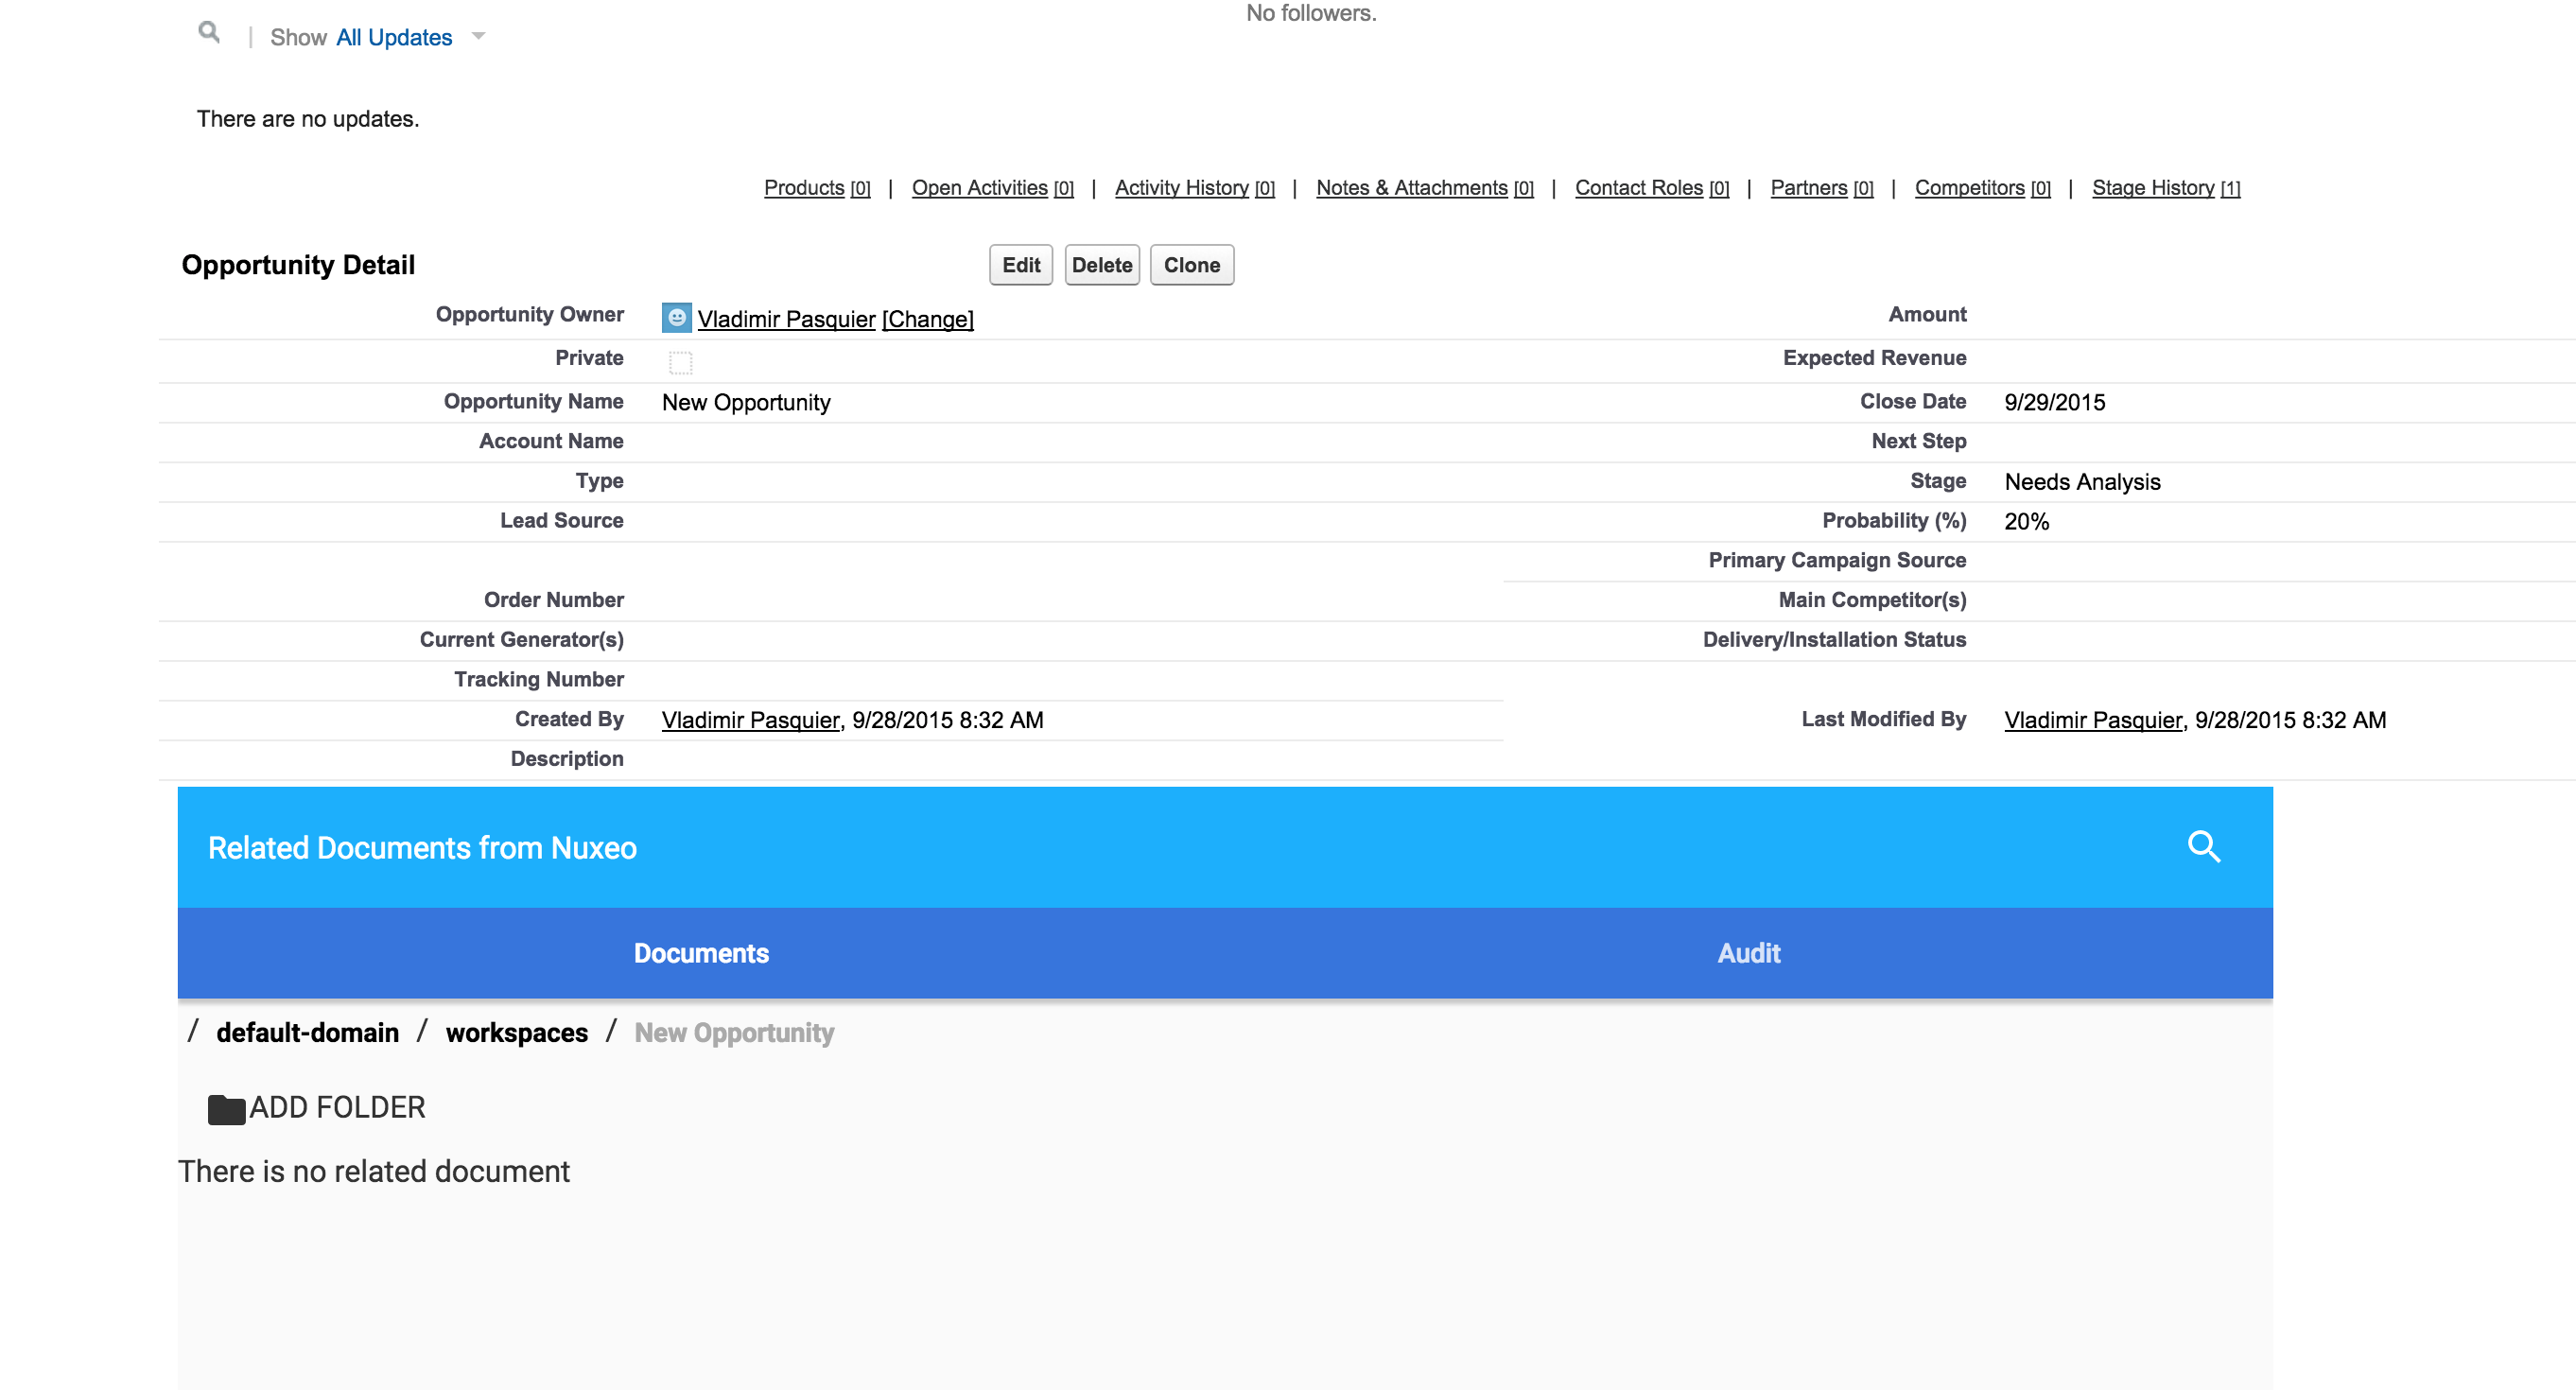 No followers.
| Show All Updates
There are no updates.
Products [0] | Open Activities [0] | Activity History [0] | Notes & Attachments [0] | Contact Roles [0] | Partners [0] | Competitors [0] | Stage History [1]
Opportunity Detail Edit Delete Clone
Opportunity Owner Vladimir Pasquier [Change] Amount
Private Expected Revenue
Opportunity Name New Opportunity Close Date 9/29/2015
Account Name Next Step
Type Stage Needs Analysis
Lead Source Probability (%) 20%
Primary Campaign Source
Order Number Main Competitor(s)
Current Generator(s) Delivery/Installation Status
Tracking Number
Created By Vladimir Pasquier, 9/28/2015 8:32 AM Last Modified By Vladimir Pasquier, 9/28/2015 8:32 AM
Description
Related Documents from Nuxeo
Documents Audit
/ default-domain / workspaces / New Opportunity
ADD FOLDER
There is no related document